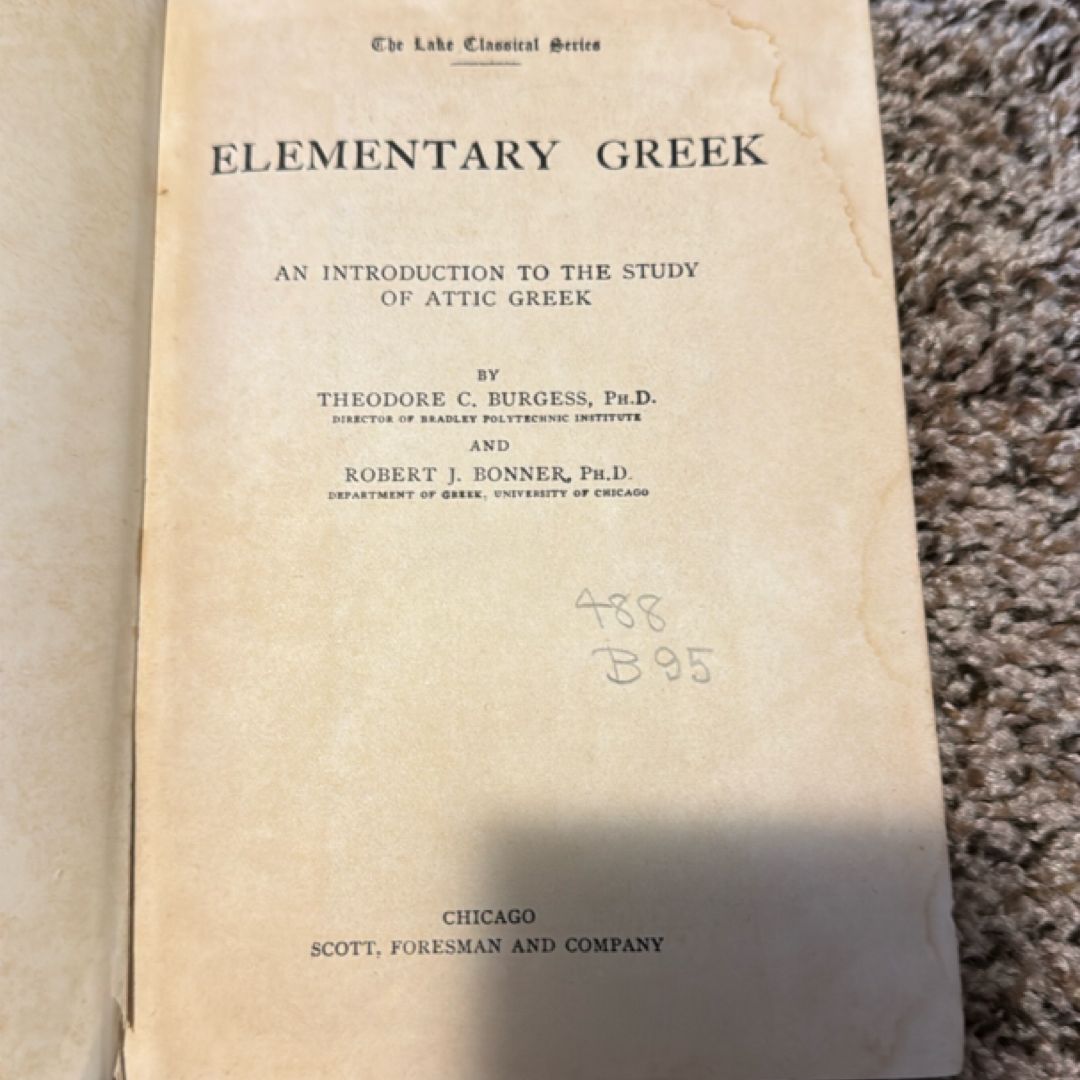 The Lake Classical Series
ELEMENTARY GREEK
AN INTRODUCTION TO THE STUDY
OF ATTIC GREEK
BY
THEODORE C. BURGESS, PH.D.
DIRECTOR OF BRADLEY POLYTECHNIC INSTITUTE
AND
ROBERT J. BONNER, PH.D.
DEPARTMENT OF GREEK, UNIVERSITY OF CHICAGO
488
B95
CHICAGO
SCOTT, FORESMAN AND COMPANY